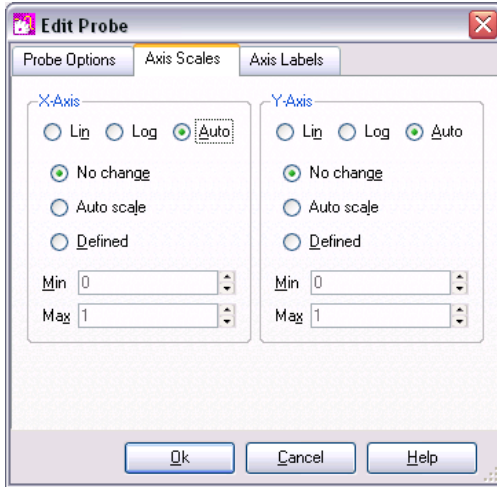 Edit Probe
Probe Options Axis Scales Axis Labels
X-Axis Y-Axis
Lin Log Auto Lin Log Auto
No change No change
Auto scale Auto scale
Defined Defined
Min 0 Min 0
Max 1 Max 1
Ok Cancel Help